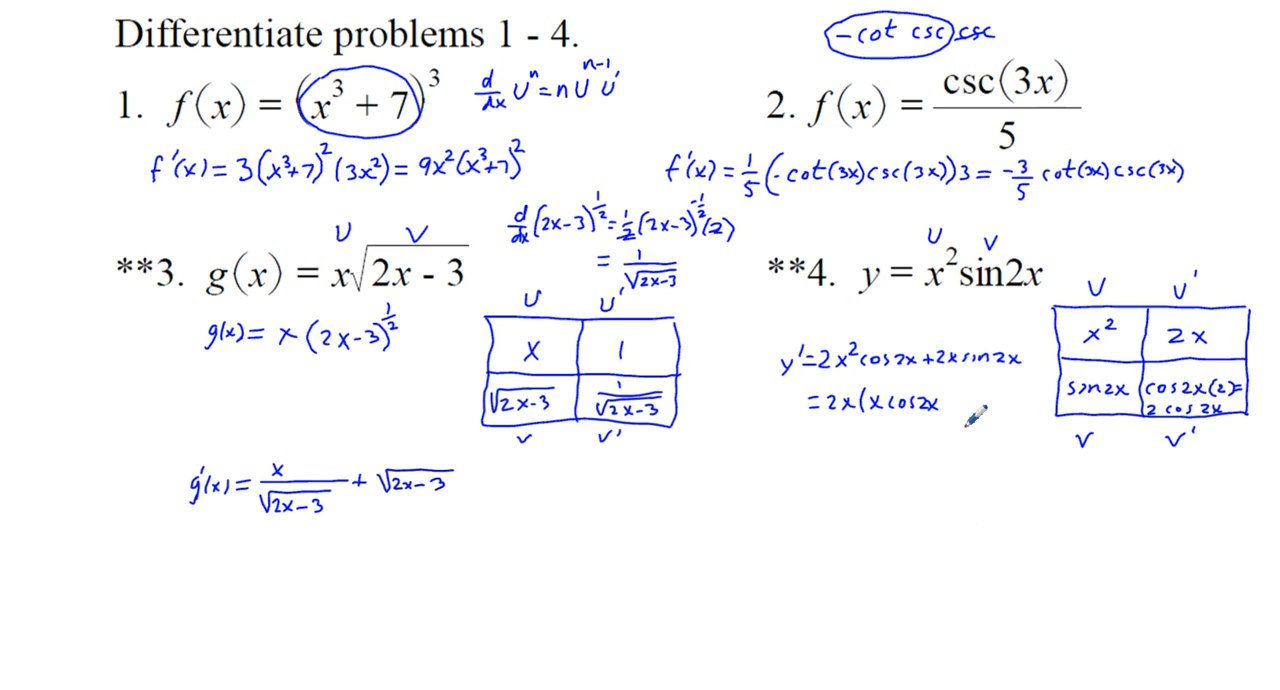 Differentiate problems 1 - 4.
-cot csc csc
1. f(x) = (x³ + 7)³
d/dx Uⁿ = nUⁿ⁻¹U'
2. f(x) = csc(3x)/5
f'(x) = 3(x³+7)²(3x²) = 9x²(x³+7)²
f'(x) = 1/5 (-cot(3x)csc(3x))3 = -3/5 cot(3x)csc(3x)
d/dx(2x-3)^(1/2) = 1/2(2x-3)^(-1/2)(2)
= 1/√(2x-3)
U V
**3. g(x) = x√(2x - 3)
g(x) = x(2x-3)^(1/2)
U U'
x 1
√(2x-3) 1/√(2x-3)
V V'
g'(x) = x/√(2x-3) + √(2x-3)
U V
**4. y = x²sin2x
U U'
x² 2x
sin2x cos2x(2)=
2 cos 2x
V V'
y' = 2x²cos2x+2xsin2x
= 2x(xcos2x